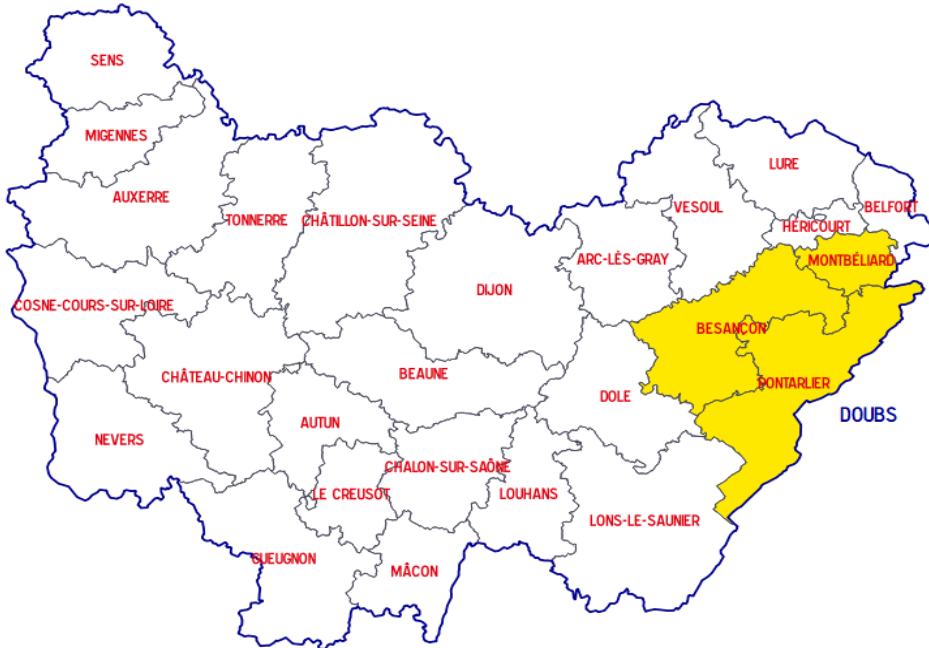 SENS
MIGENNES
LURE
BELFORT
AUXERRE
VESOUL
TONNERRE
CHÂTILLON-SUR-SEINE
HÉRICOURT
ARC-LÈS-GRAY
MONTBÉLIARD
DIJON
COSNE-COURS-SUR-LOIRE
BESANÇON
BEAUNE
CHÂTEAU-CHINON
PONTARLIER
DOLE
DOUBS
AUTUN
NEVERS
CHALON-SUR-SAÔNE
LE CREUSOT
LOUHANS
LONS-LE-SAUNIER
GUEUGNON
MÂCON